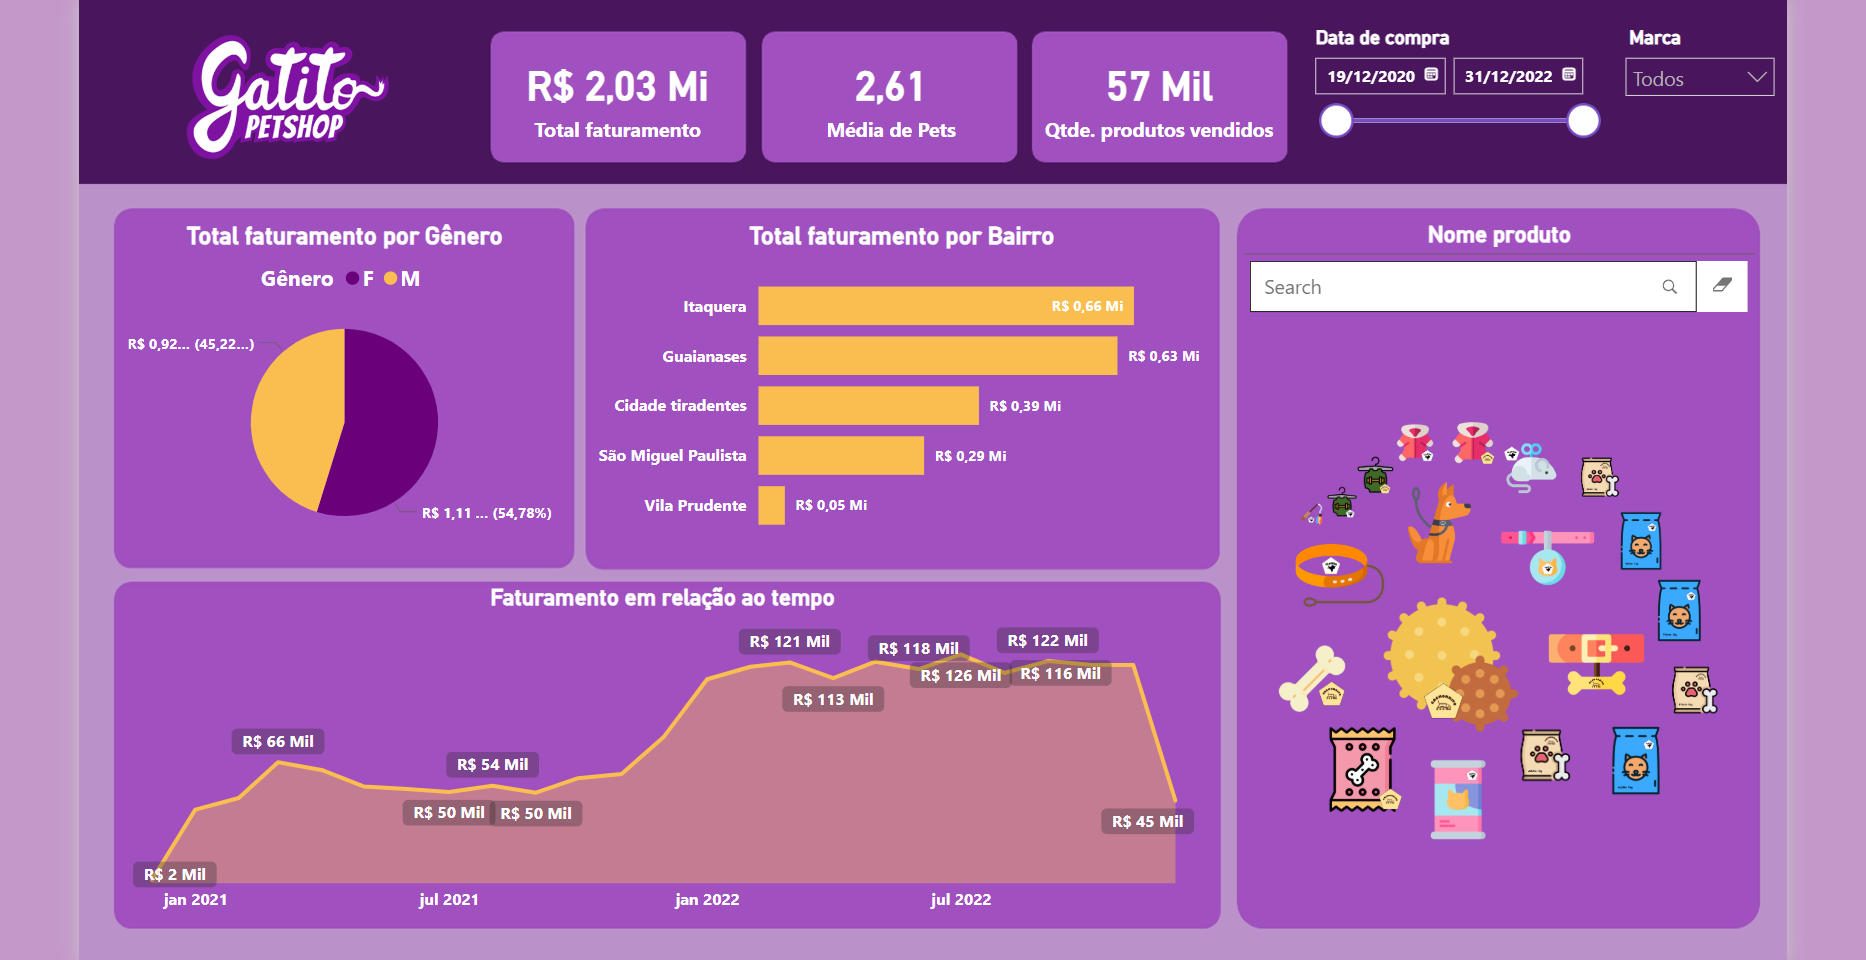 Gatito
PETSHOP
R$ 2,03 Mi
Total faturamento
2,61
Média de Pets
57 Mil
Qtde. produtos vendidos
Data de compra
19/12/2020
31/12/2022
Marca
Todos
Total faturamento por Gênero
Gênero F M
R$ 0,92... (45,22...)
R$ 1,11 ... (54,78%)
Total faturamento por Bairro
Itaquera R$ 0,66 Mi
Guaianases R$ 0,63 Mi
Cidade tiradentes R$ 0,39 Mi
São Miguel Paulista R$ 0,29 Mi
Vila Prudente R$ 0,05 Mi
Nome produto
Search
Faturamento em relação ao tempo
R$ 2 Mil
R$ 66 Mil
R$ 50 Mil
R$ 54 Mil
R$ 50 Mil
R$ 121 Mil
R$ 113 Mil
R$ 118 Mil
R$ 126 Mil
R$ 122 Mil
R$ 116 Mil
R$ 45 Mil
jan 2021
jul 2021
jan 2022
jul 2022